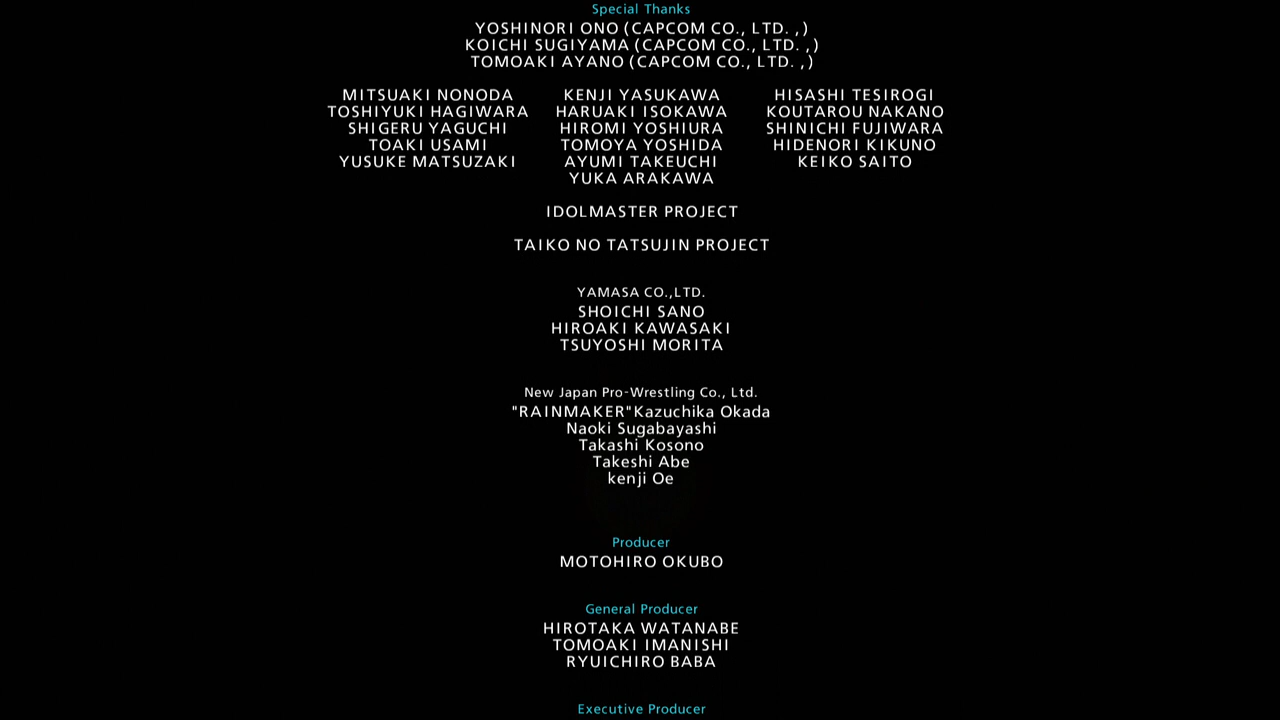 Special Thanks
YOSHINORI ONO (CAPCOM CO., LTD. ,)
KOICHI SUGIYAMA (CAPCOM CO., LTD. ,)
TOMOAKI AYANO (CAPCOM CO., LTD. ,)
MITSUAKI NONODA KENJI YASUKAWA HISASHI TESIROGI
TOSHIYUKI HAGIWARA HARUAKI ISOKAWA KOUTAROU NAKANO
SHIGERU YAGUCHI HIROMI YOSHIURA SHINICHI FUJIWARA
TOAKI USAMI TOMOYA YOSHIDA HIDENORI KIKUNO
YUSUKE MATSUZAKI AYUMI TAKEUCHI KEIKO SAITO
YUKA ARAKAWA
IDOLMASTER PROJECT
TAIKO NO TATSUJIN PROJECT
YAMASA CO.,LTD.
SHOICHI SANO
HIROAKI KAWASAKI
TSUYOSHI MORITA
New Japan Pro-Wrestling Co., Ltd.
"RAINMAKER"Kazuchika Okada
Naoki Sugabayashi
Takashi Kosono
Takeshi Abe
kenji Oe
Producer
MOTOHIRO OKUBO
General Producer
HIROTAKA WATANABE
TOMOAKI IMANISHI
RYUICHIRO BABA
Executive Producer